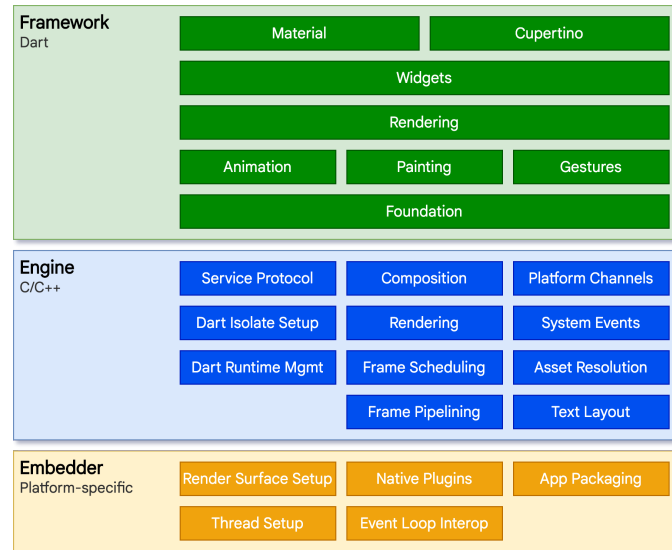 Framework
Dart
Material
Cupertino
Widgets
Rendering
Animation
Painting
Gestures
Foundation
Engine
C/C++
Service Protocol
Composition
Platform Channels
Dart Isolate Setup
Rendering
System Events
Dart Runtime Mgmt
Frame Scheduling
Asset Resolution
Frame Pipelining
Text Layout
Embedder
Platform-specific
Render Surface Setup
Native Plugins
App Packaging
Thread Setup
Event Loop Interop